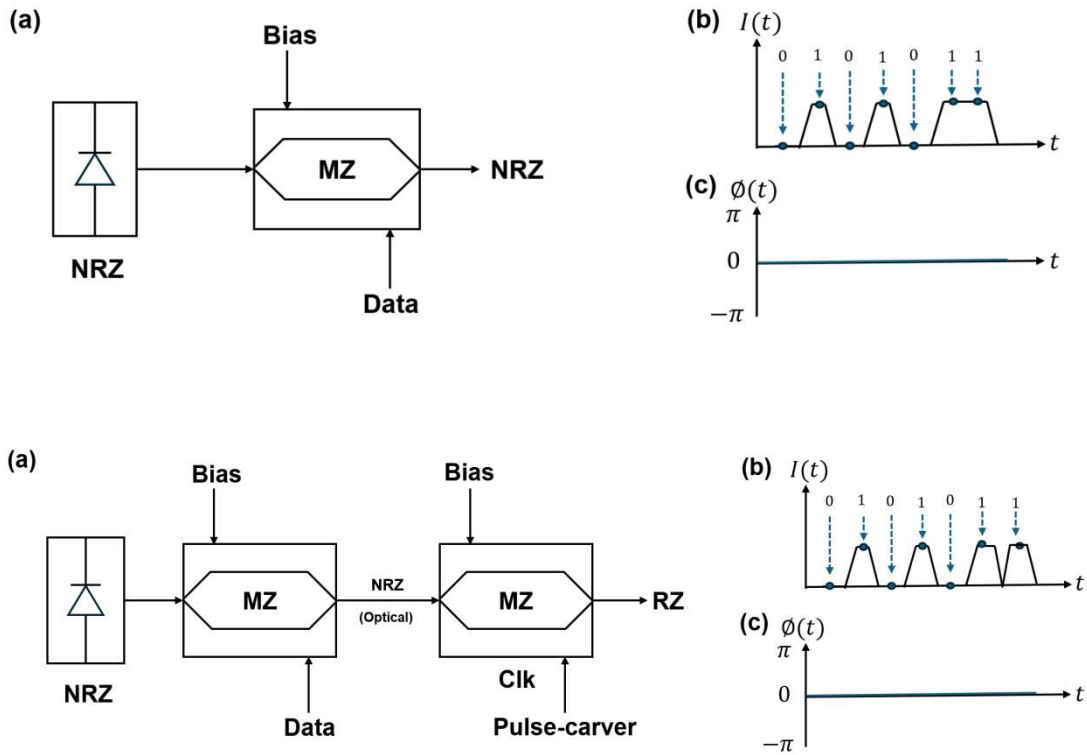 (a)
Bias
MZ
NRZ
NRZ
Data
(b)
I(t)
0 1 0 1 0 1 1
t
(c) ∅(t)
π
0
t
−π
(a)
Bias
Bias
MZ
NRZ
(Optical)
MZ
RZ
NRZ
Data
Clk
Pulse-carver
(b)
I(t)
0 1 0 1 0 1 1
t
(c) ∅(t)
π
0
t
−π